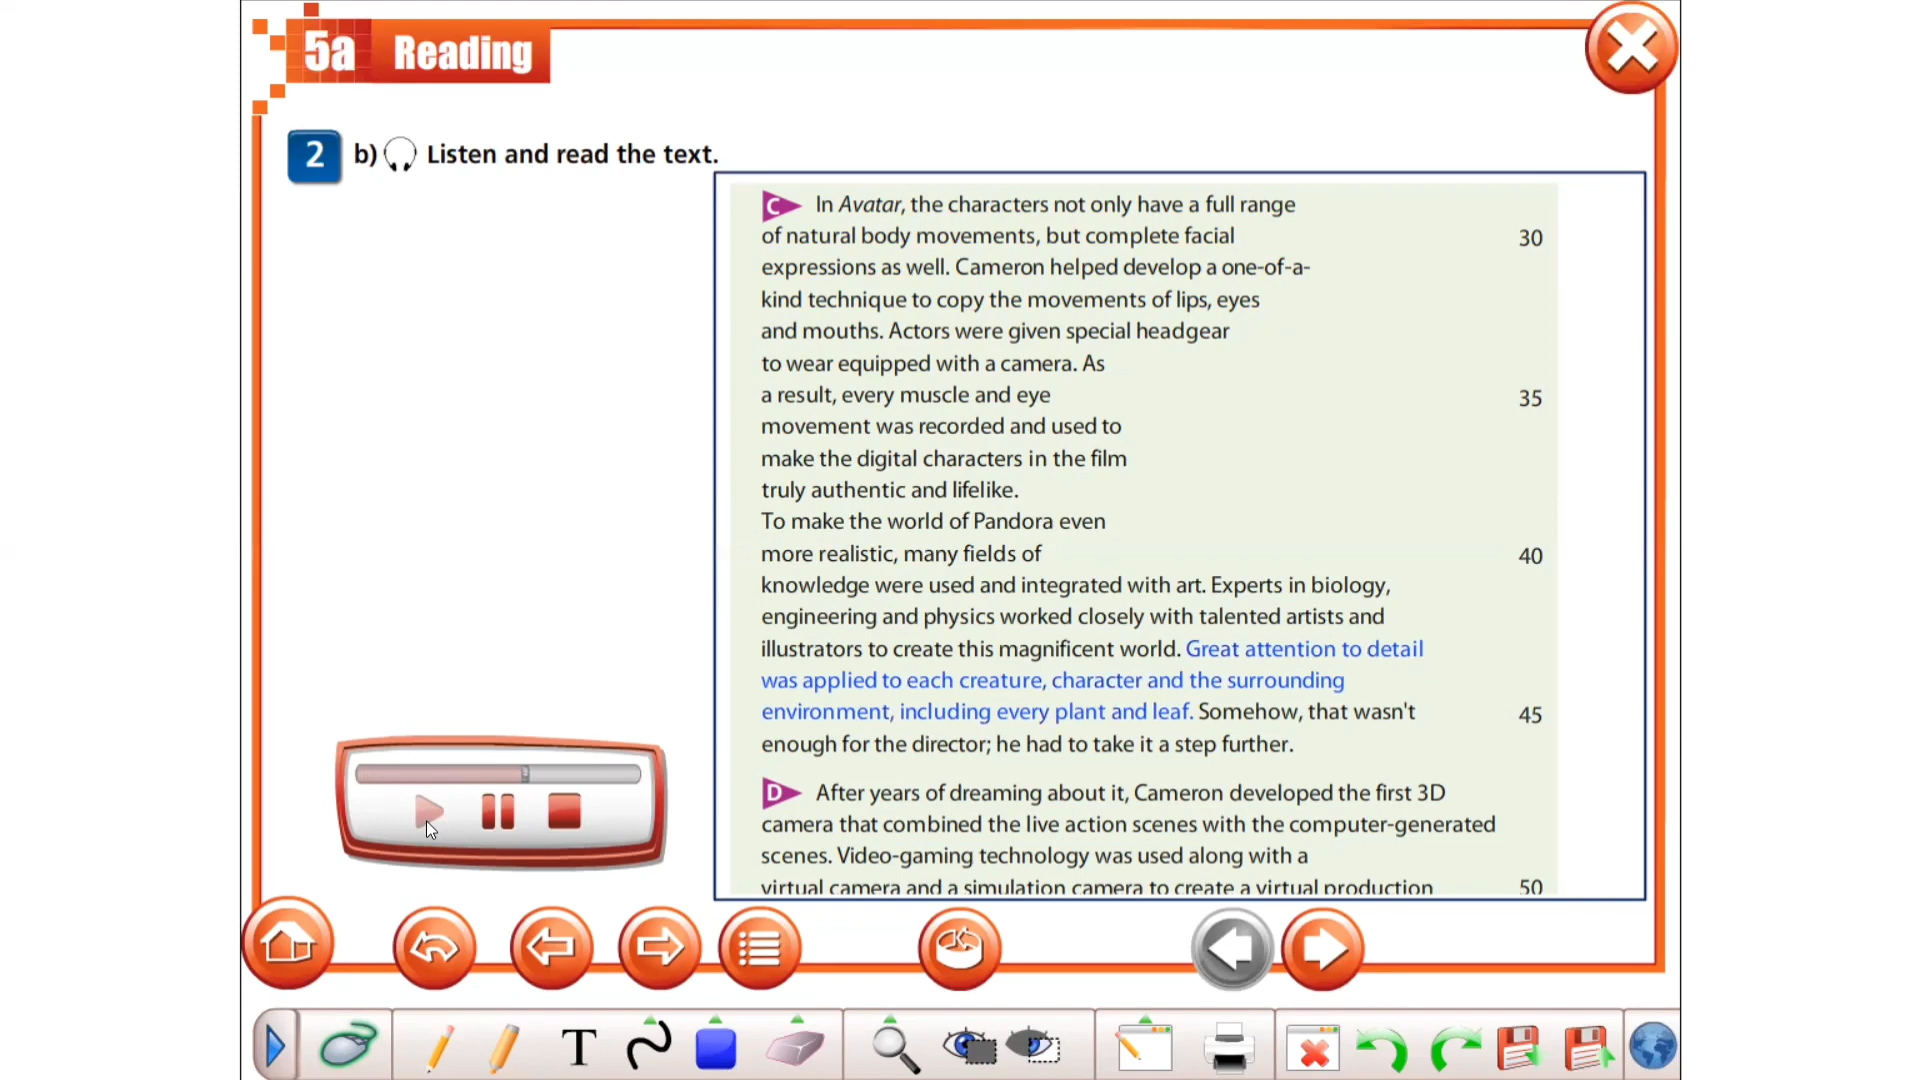 5a Reading
2 b) Listen and read the text.
C In Avatar, the characters not only have a full range
of natural body movements, but complete facial 30
expressions as well. Cameron helped develop a one-of-a-
kind technique to copy the movements of lips, eyes
and mouths. Actors were given special headgear
to wear equipped with a camera. As
a result, every muscle and eye 35
movement was recorded and used to
make the digital characters in the film
truly authentic and lifelike.
To make the world of Pandora even
more realistic, many fields of 40
knowledge were used and integrated with art. Experts in biology,
engineering and physics worked closely with talented artists and
illustrators to create this magnificent world. Great attention to detail
was applied to each creature, character and the surrounding
environment, including every plant and leaf. Somehow, that wasn't 45
enough for the director; he had to take it a step further.
D After years of dreaming about it, Cameron developed the first 3D
camera that combined the live action scenes with the computer-generated
scenes. Video-gaming technology was used along with a
virtual camera and a simulation camera to create a virtual production 50
T